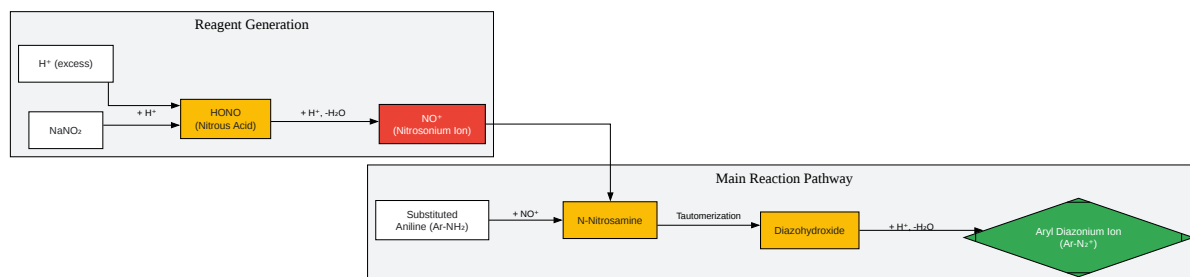 Reagent Generation
H⁺ (excess)
+ H⁺
NaNO₂
HONO
(Nitrous Acid)
+ H⁺, -H₂O
NO⁺
(Nitrosonium Ion)
Main Reaction Pathway
Substituted
Aniline (Ar-NH₂)
+ NO⁺
N-Nitrosamine
Tautomerization
Diazohydroxide
+ H⁺, -H₂O
Aryl Diazonium Ion
(Ar-N₂⁺)